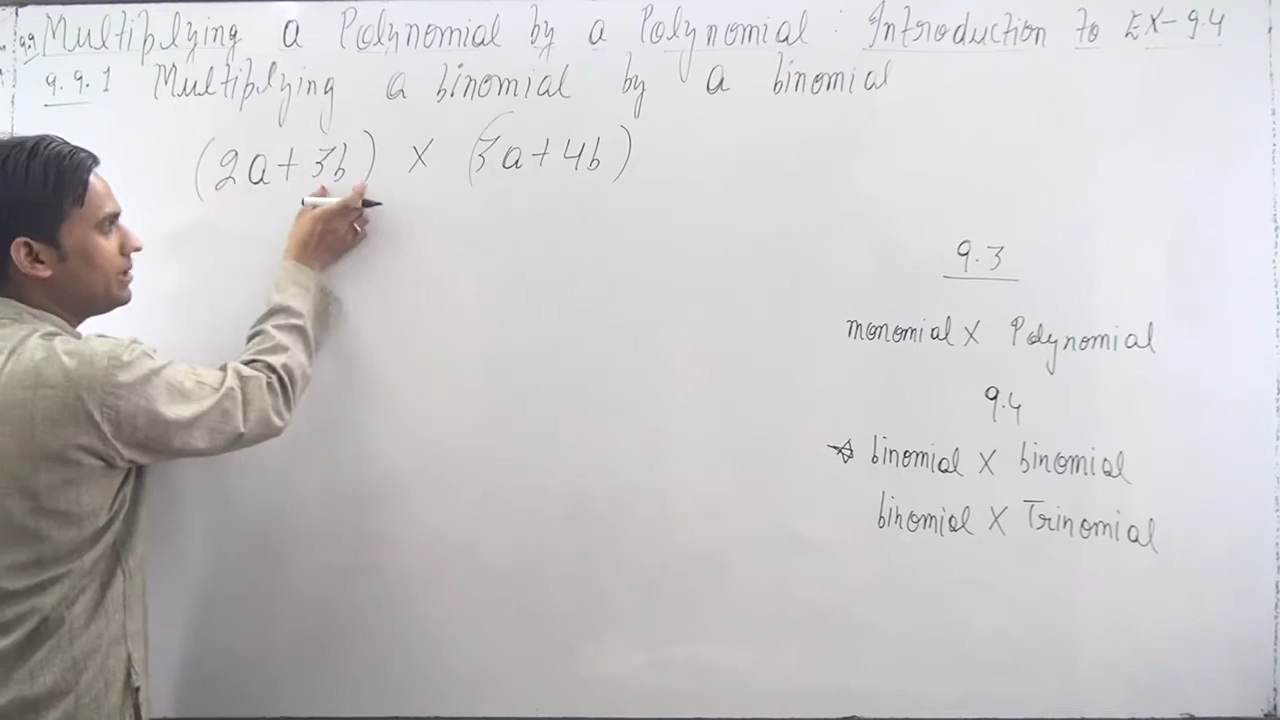 9.9 Multiplying a Polynomial by a Polynomial : Introduction to EX-9.4
9.9.1 Multiplying a binomial by a binomial
(2a+3b) × (3a+4b)
9.3
monomial × Polynomial
9.4
binomial × binomial
binomial × Trinomial